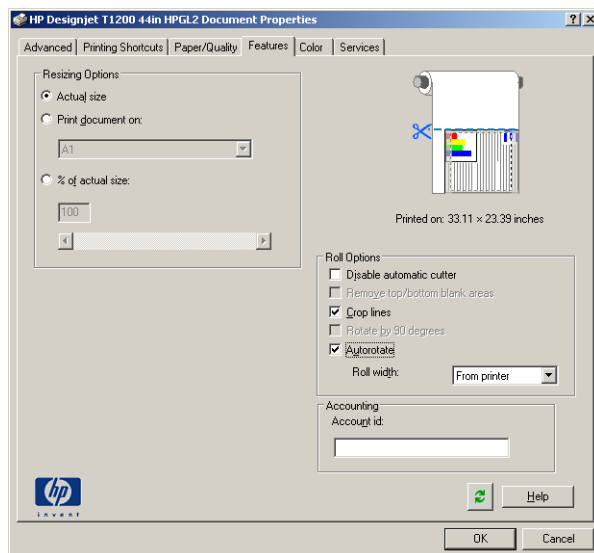 HP Designjet T1200 44in HPGL2 Document Properties
Advanced
Printing Shortcuts
Paper/Quality
Features
Color
Services
Resizing Options
Actual size
Print document on:
A1
% of actual size:
100
Printed on: 33.11 × 23.39 inches
Roll Options
Disable automatic cutter
Remove top/bottom blank areas
Crop lines
Rotate by 90 degrees
Autorotate
Roll width:
From printer
Accounting
Account id:
hp
invent
Help
OK
Cancel